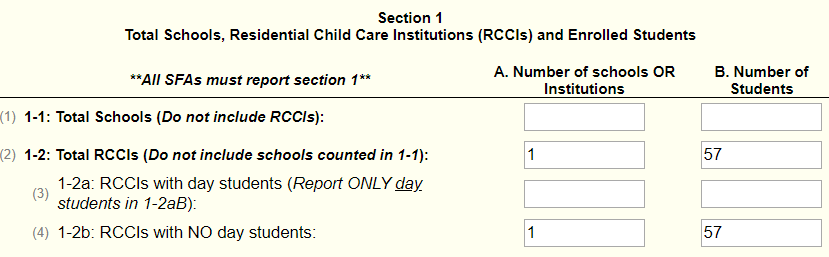 Section 1
Total Schools, Residential Child Care Institutions (RCCIs) and Enrolled Students
**All SFAs must report section 1** A. Number of schools OR Institutions B. Number of Students
(1) 1-1: Total Schools (Do not include RCCIs):
(2) 1-2: Total RCCIs (Do not include schools counted in 1-1): 1 57
(3) 1-2a: RCCIs with day students (Report ONLY day
students in 1-2aB):
(4) 1-2b: RCCIs with NO day students: 1 57